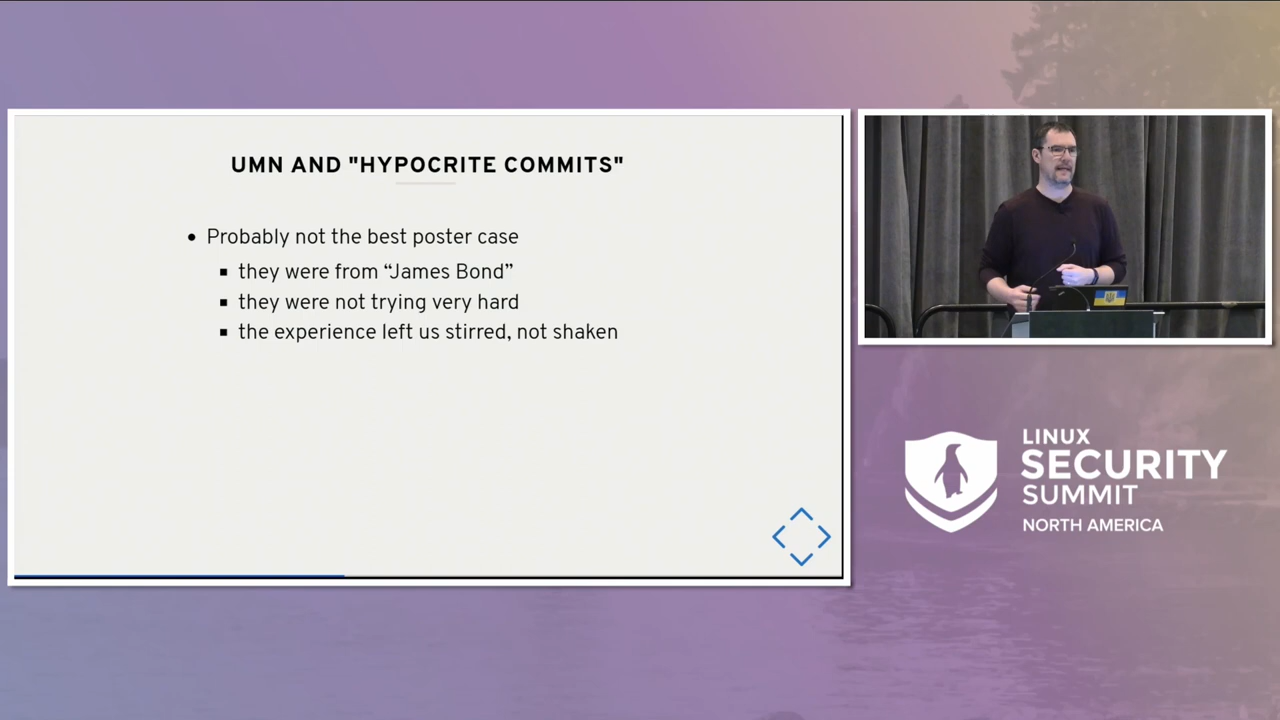 UMN AND "HYPOCRITE COMMITS"
Probably not the best poster case
they were from “James Bond”
they were not trying very hard
the experience left us stirred, not shaken
LINUX
SECURITY
SUMMIT
NORTH AMERICA